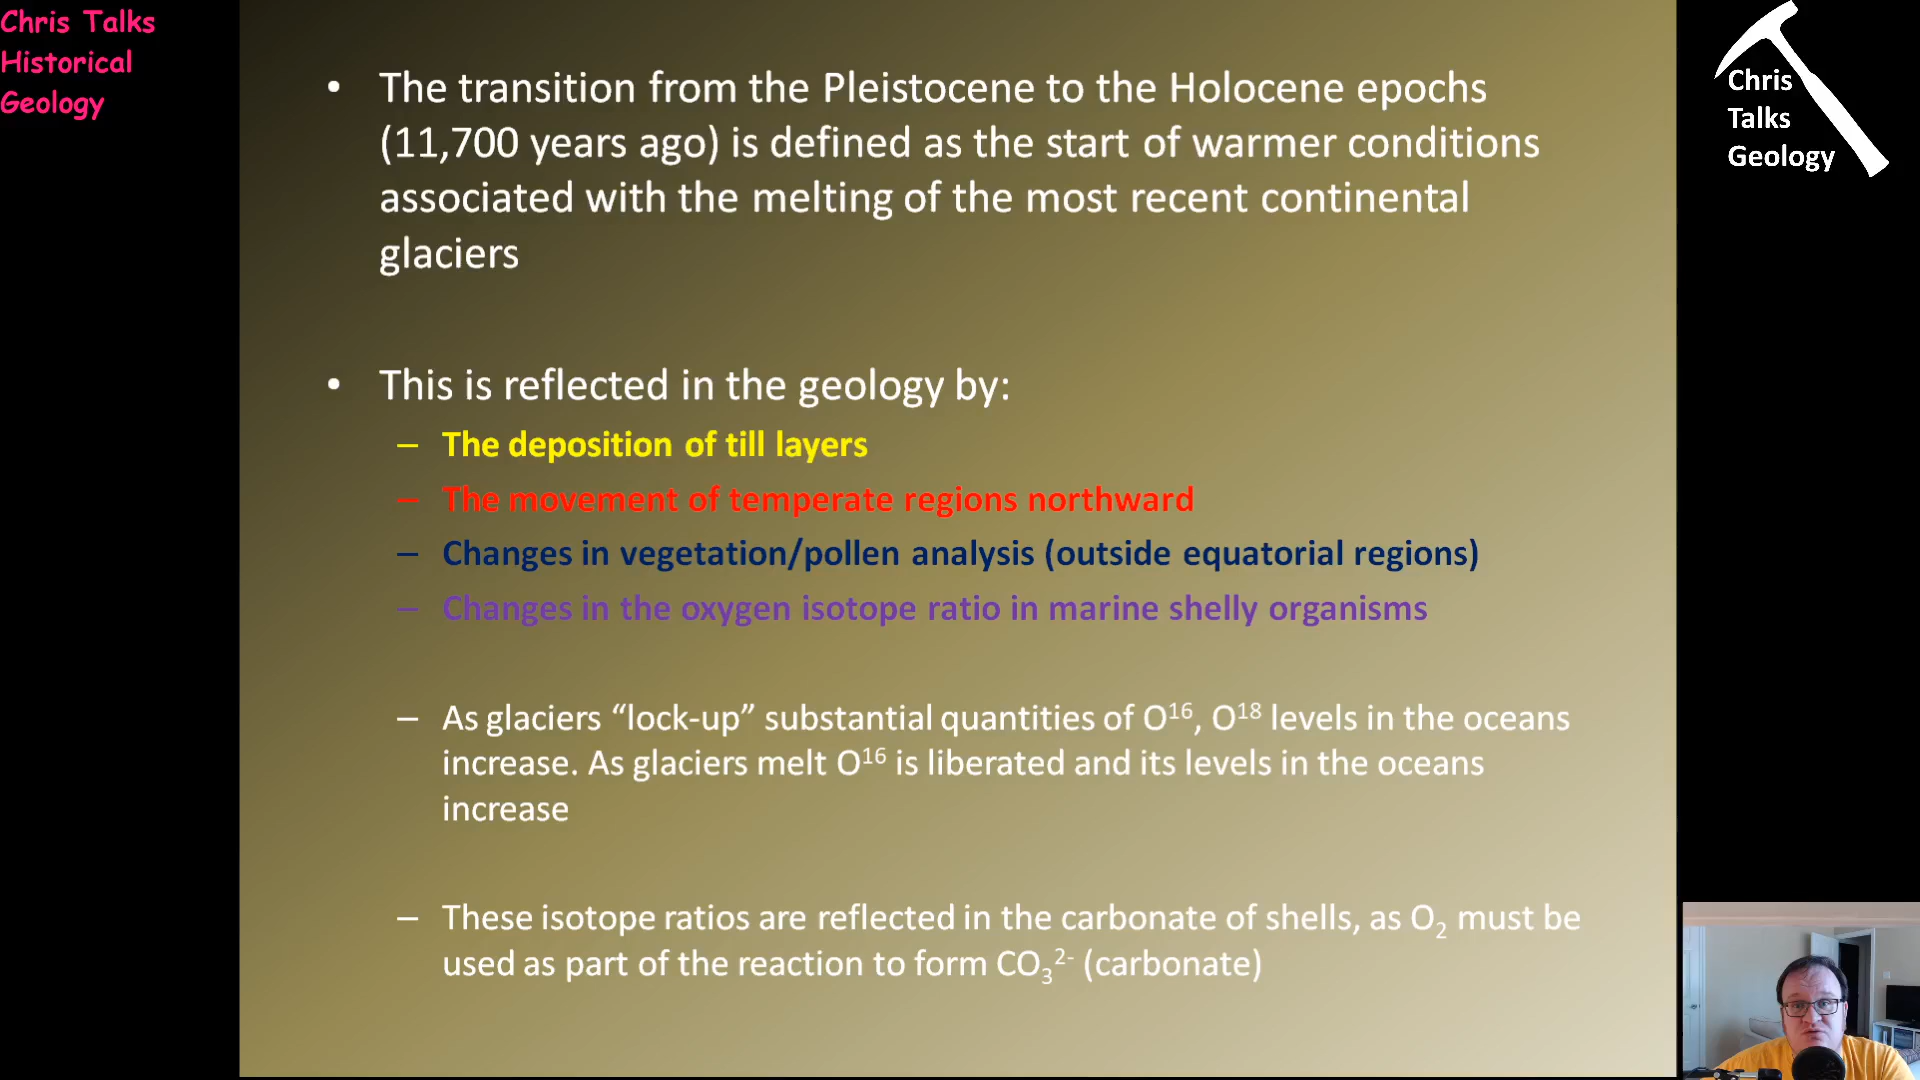 Chris Talks
Historical
Geology
Chris
Talks
Geology
• The transition from the Pleistocene to the Holocene epochs
(11,700 years ago) is defined as the start of warmer conditions
associated with the melting of the most recent continental
glaciers
• This is reflected in the geology by:
– The deposition of till layers
– The movement of temperate regions northward
– Changes in vegetation/pollen analysis (outside equatorial regions)
– Changes in the oxygen isotope ratio in marine shelly organisms
– As glaciers “lock-up” substantial quantities of O¹⁶, O¹⁸ levels in the oceans
increase. As glaciers melt O¹⁶ is liberated and its levels in the oceans
increase
– These isotope ratios are reflected in the carbonate of shells, as O₂ must be
used as part of the reaction to form CO₃²⁻ (carbonate)